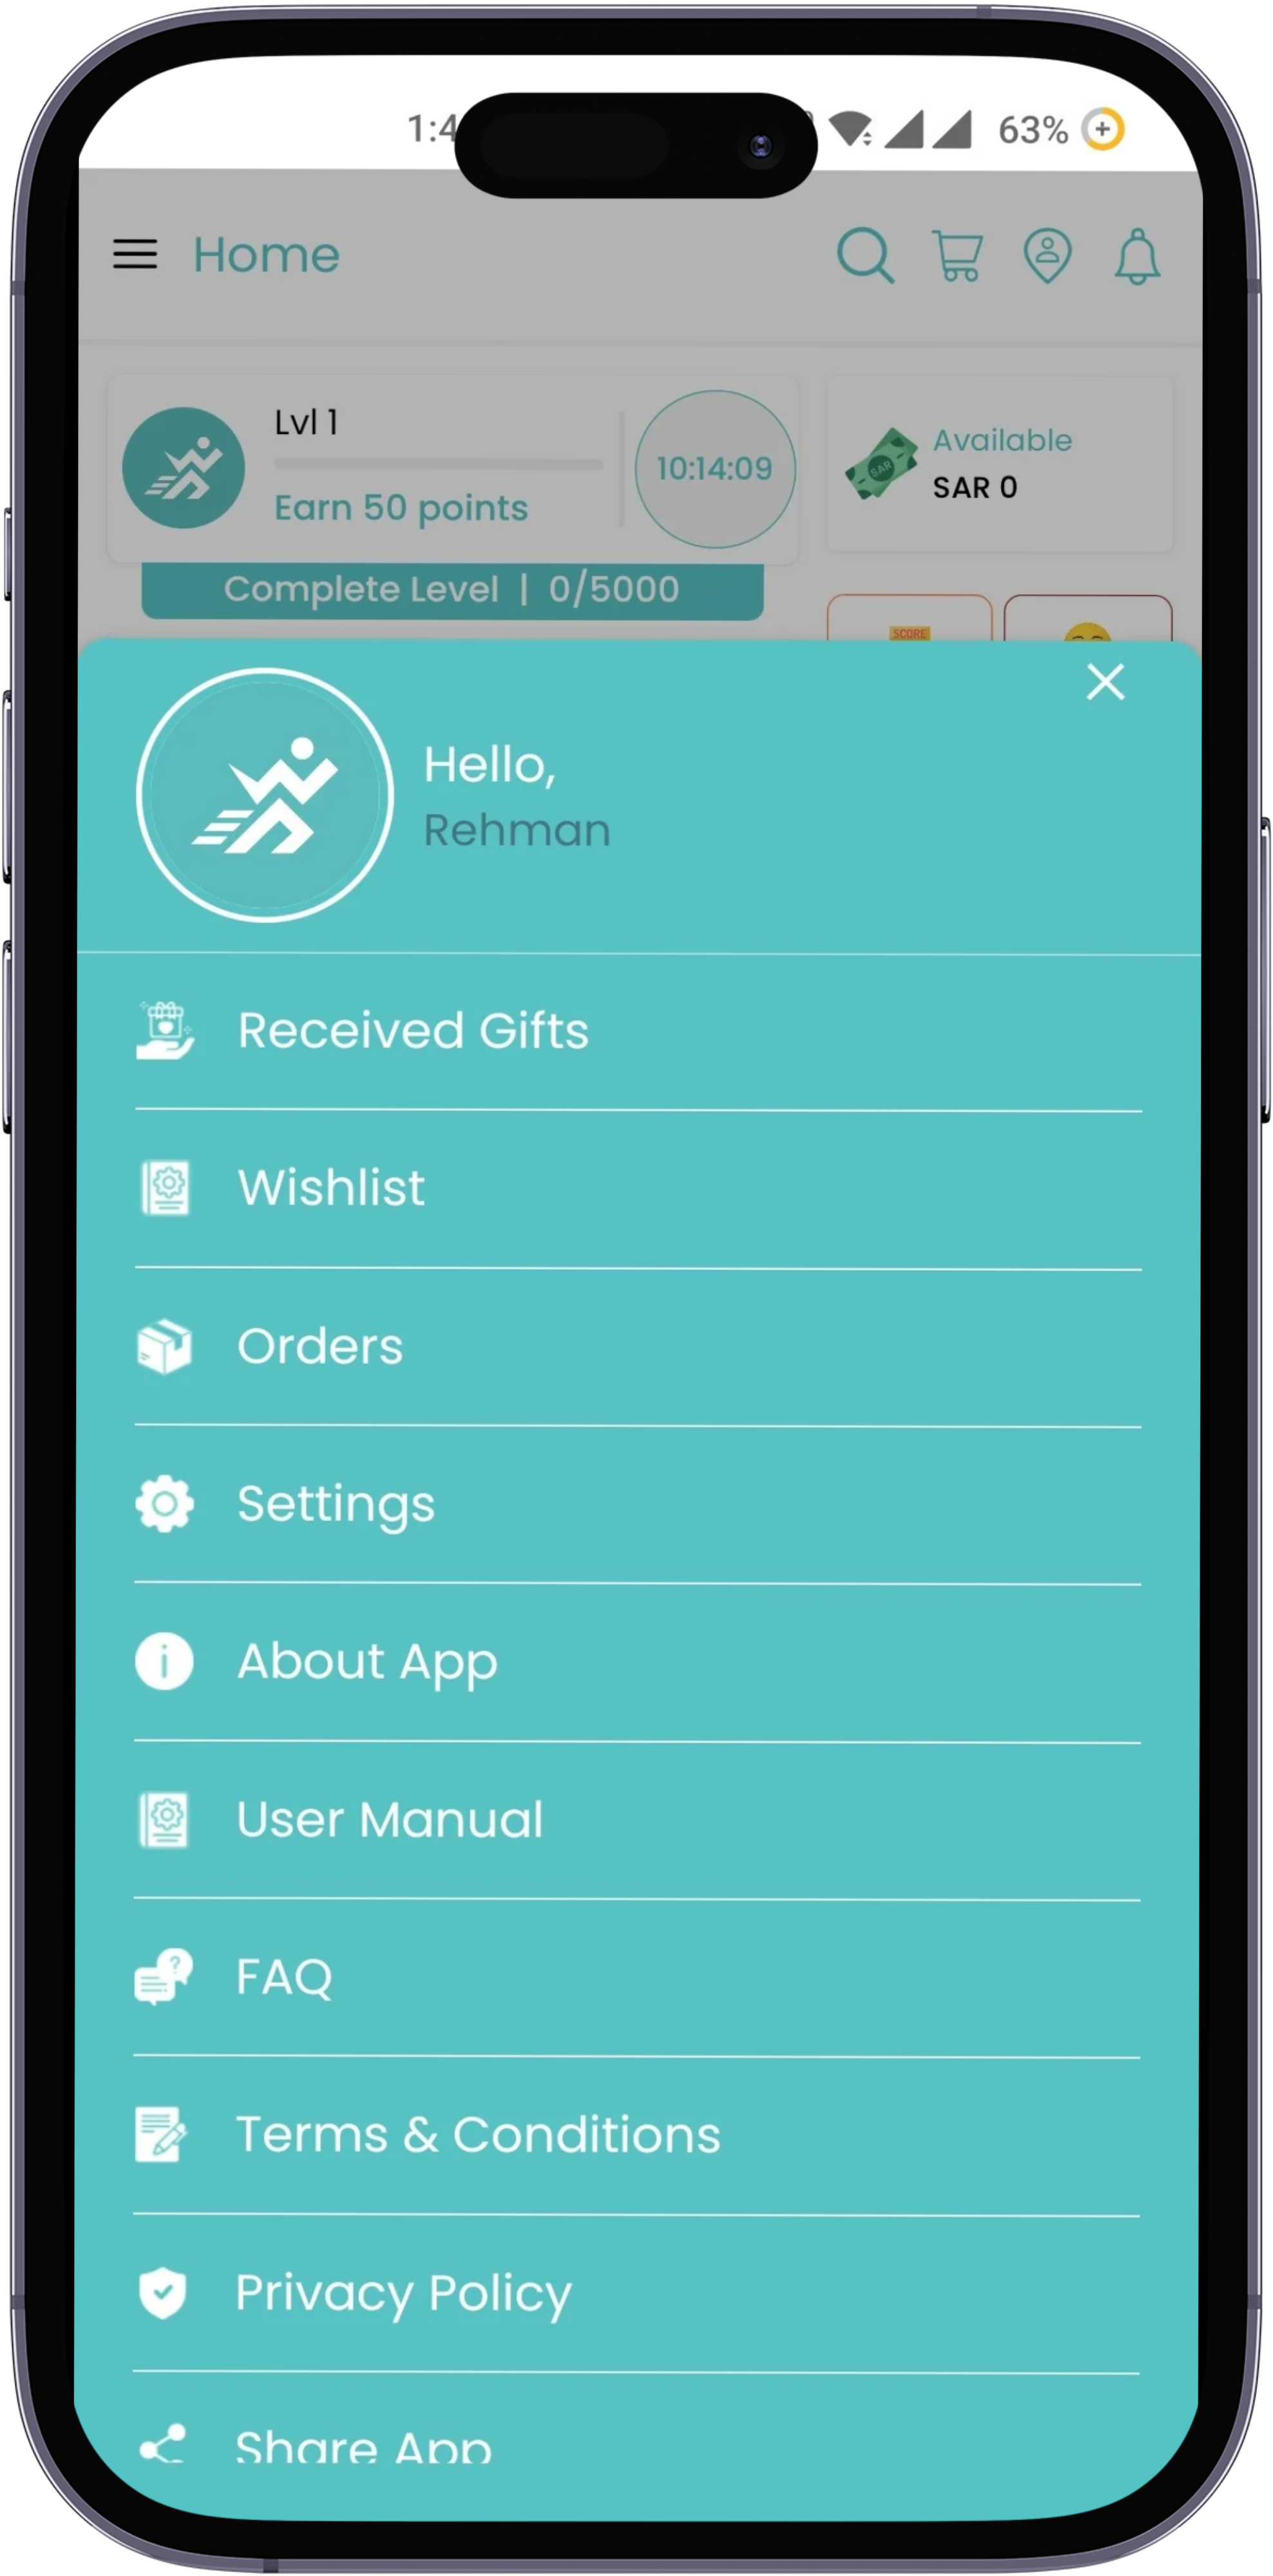 1:4
63%
Home
Lvl 1
Earn 50 points
10:14:09
Available
SAR
SAR 0
Complete Level | 0/5000
SCORE
Hello,
Rehman
Received Gifts
Wishlist
Orders
Settings
About App
User Manual
FAQ
Terms & Conditions
Privacy Policy
Share App